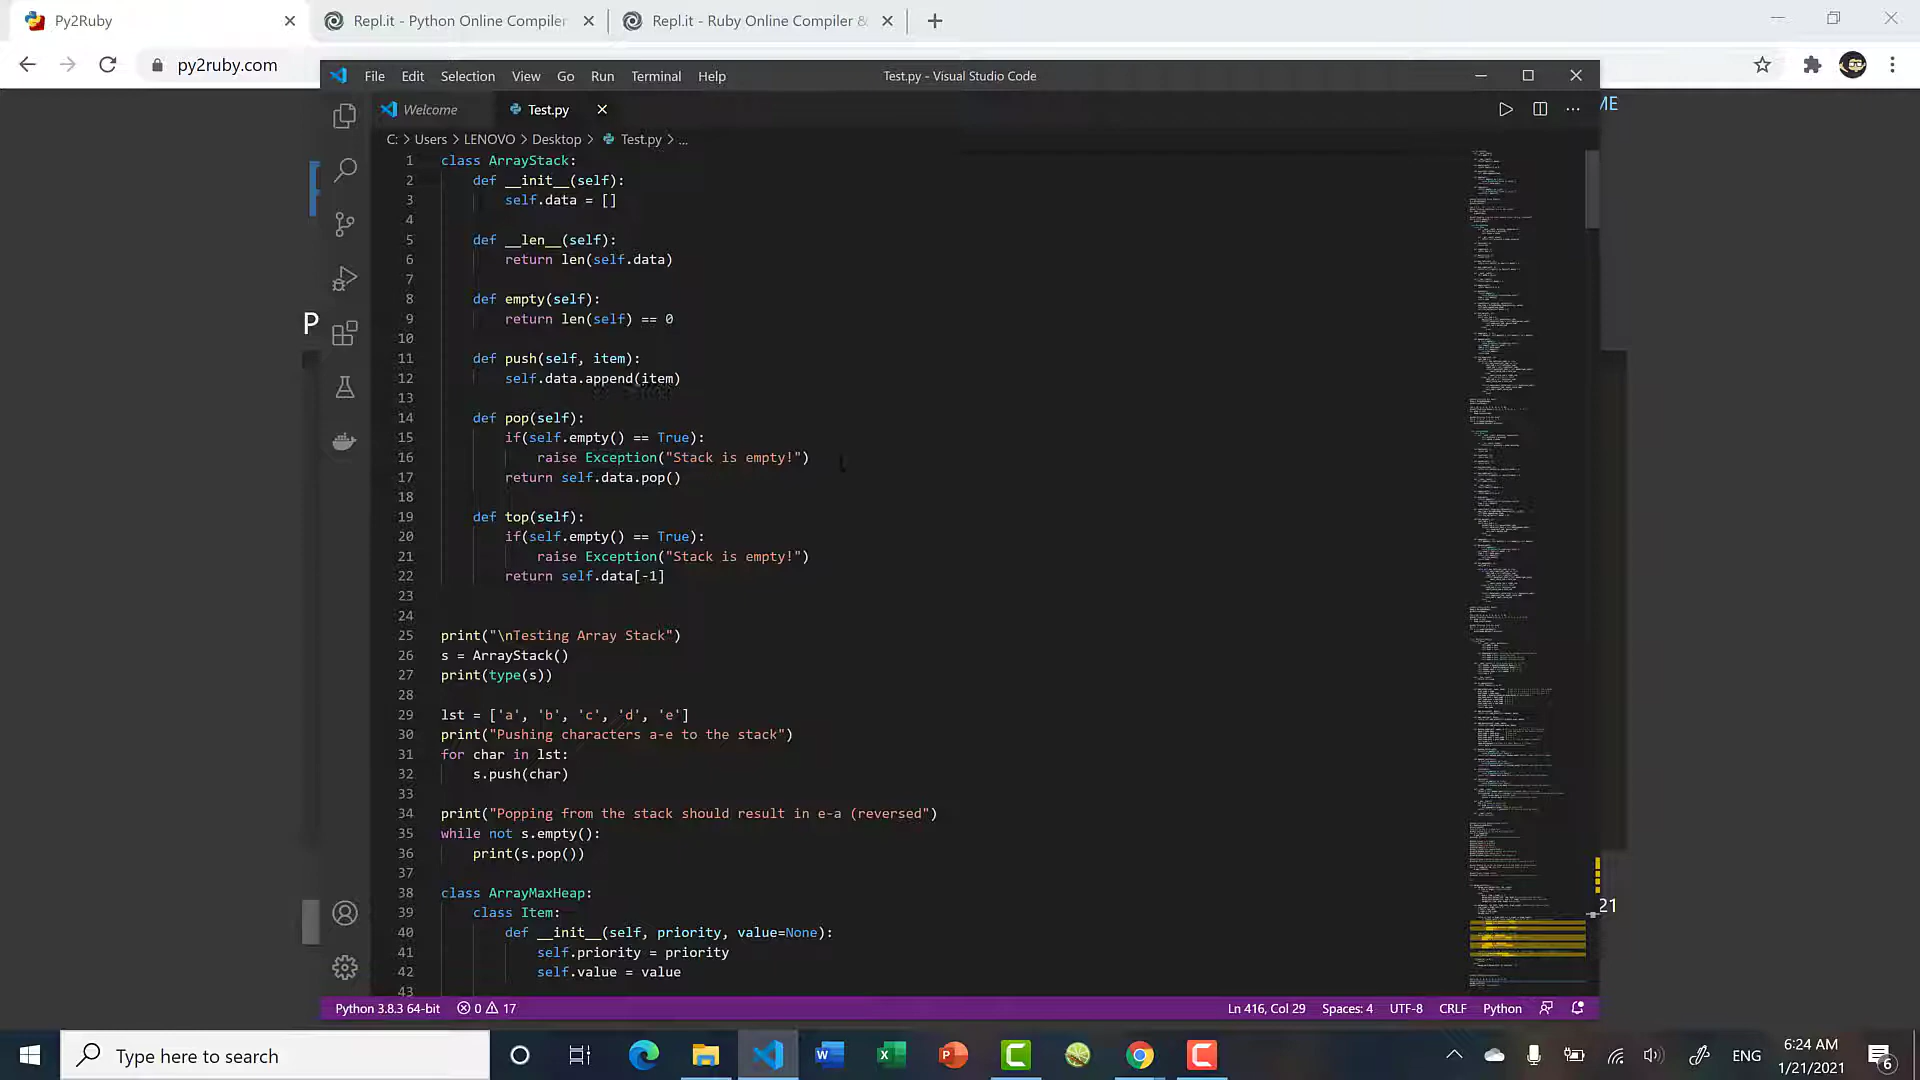 Py2Ruby
Repl.it - Python Online Compiler
Repl.it - Ruby Online Compiler &
py2ruby.com
File Edit Selection View Go Run Terminal Help
Test.py - Visual Studio Code
ME
Welcome
Test.py
C: > Users > LENOVO > Desktop > Test.py > ...
1 class ArrayStack:
2 def __init__(self):
3 self.data = []
4
5 def __len__(self):
6 return len(self.data)
7
8 def empty(self):
9 return len(self) == 0
10
11 def push(self, item):
12 self.data.append(item)
13
14 def pop(self):
15 if(self.empty() == True):
16 raise Exception("Stack is empty!")
17 return self.data.pop()
18
19 def top(self):
20 if(self.empty() == True):
21 raise Exception("Stack is empty!")
22 return self.data[-1]
23
24
25 print("\nTesting Array Stack")
26 s = ArrayStack()
27 print(type(s))
28
29 lst = ['a', 'b', 'c', 'd', 'e']
30 print("Pushing characters a-e to the stack")
31 for char in lst:
32 s.push(char)
33
34 print("Popping from the stack should result in e-a (reversed")
35 while not s.empty():
36 print(s.pop())
37
38 class ArrayMaxHeap:
39 class Item:
40 def __init__(self, priority, value=None):
41 self.priority = priority
42 self.value = value
43
P
21
Python 3.8.3 64-bit 0 17
Ln 416, Col 29 Spaces: 4 UTF-8 CRLF Python
Type here to search
ENG
6:24 AM
1/21/2021
6